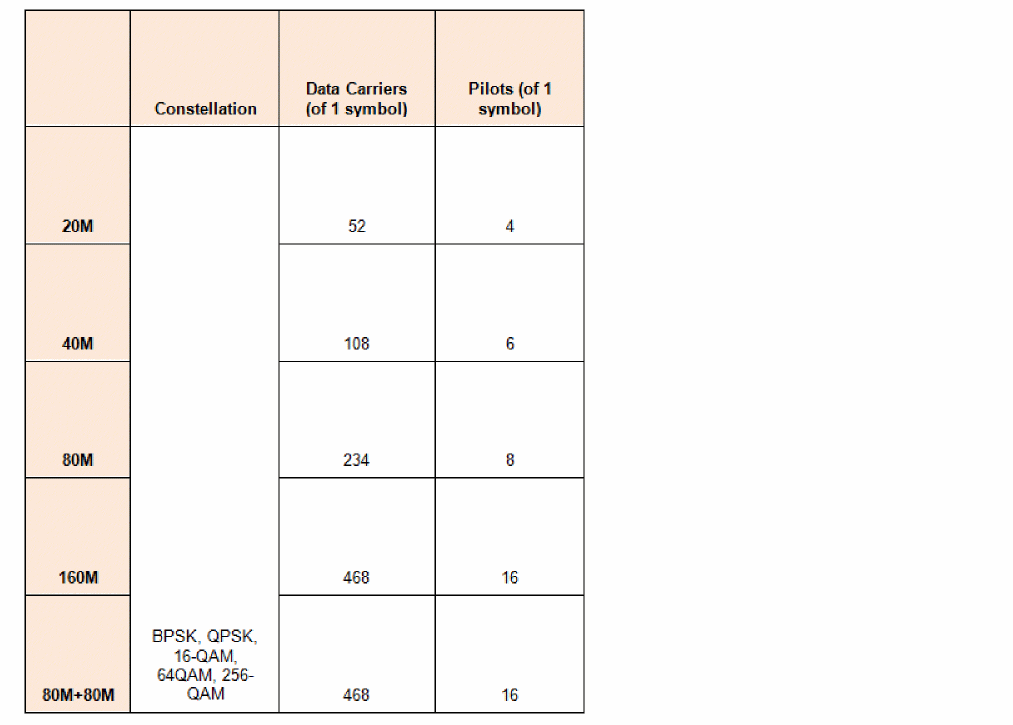 Constellation
Data Carriers
(of 1 symbol)
Pilots (of 1
symbol)
20M
52
4
40M
108
6
80M
234
8
160M
468
16
BPSK, QPSK,
16-QAM,
64QAM, 256-
QAM
80M+80M
468
16